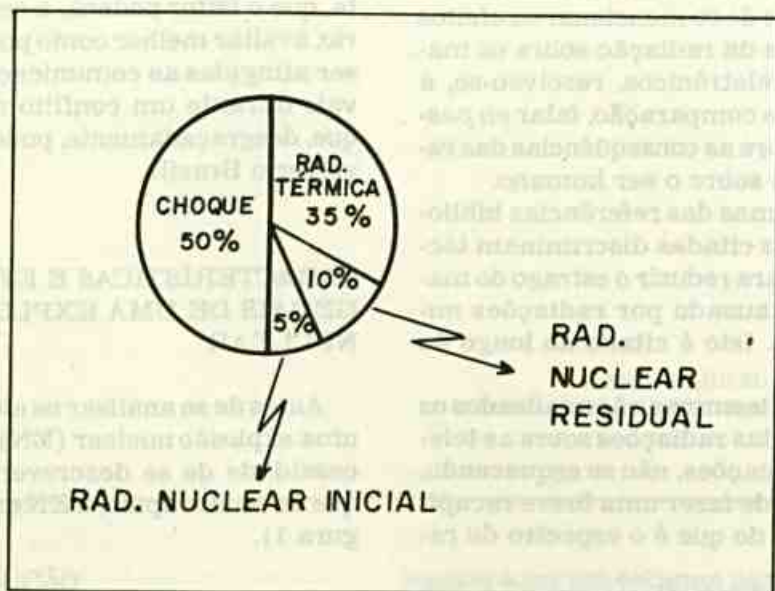 RAD.
TÉRMICA
35%
CHOQUE
50%
10%
5%
RAD.
NUCLEAR
RESIDUAL
RAD. NUCLEAR INICIAL